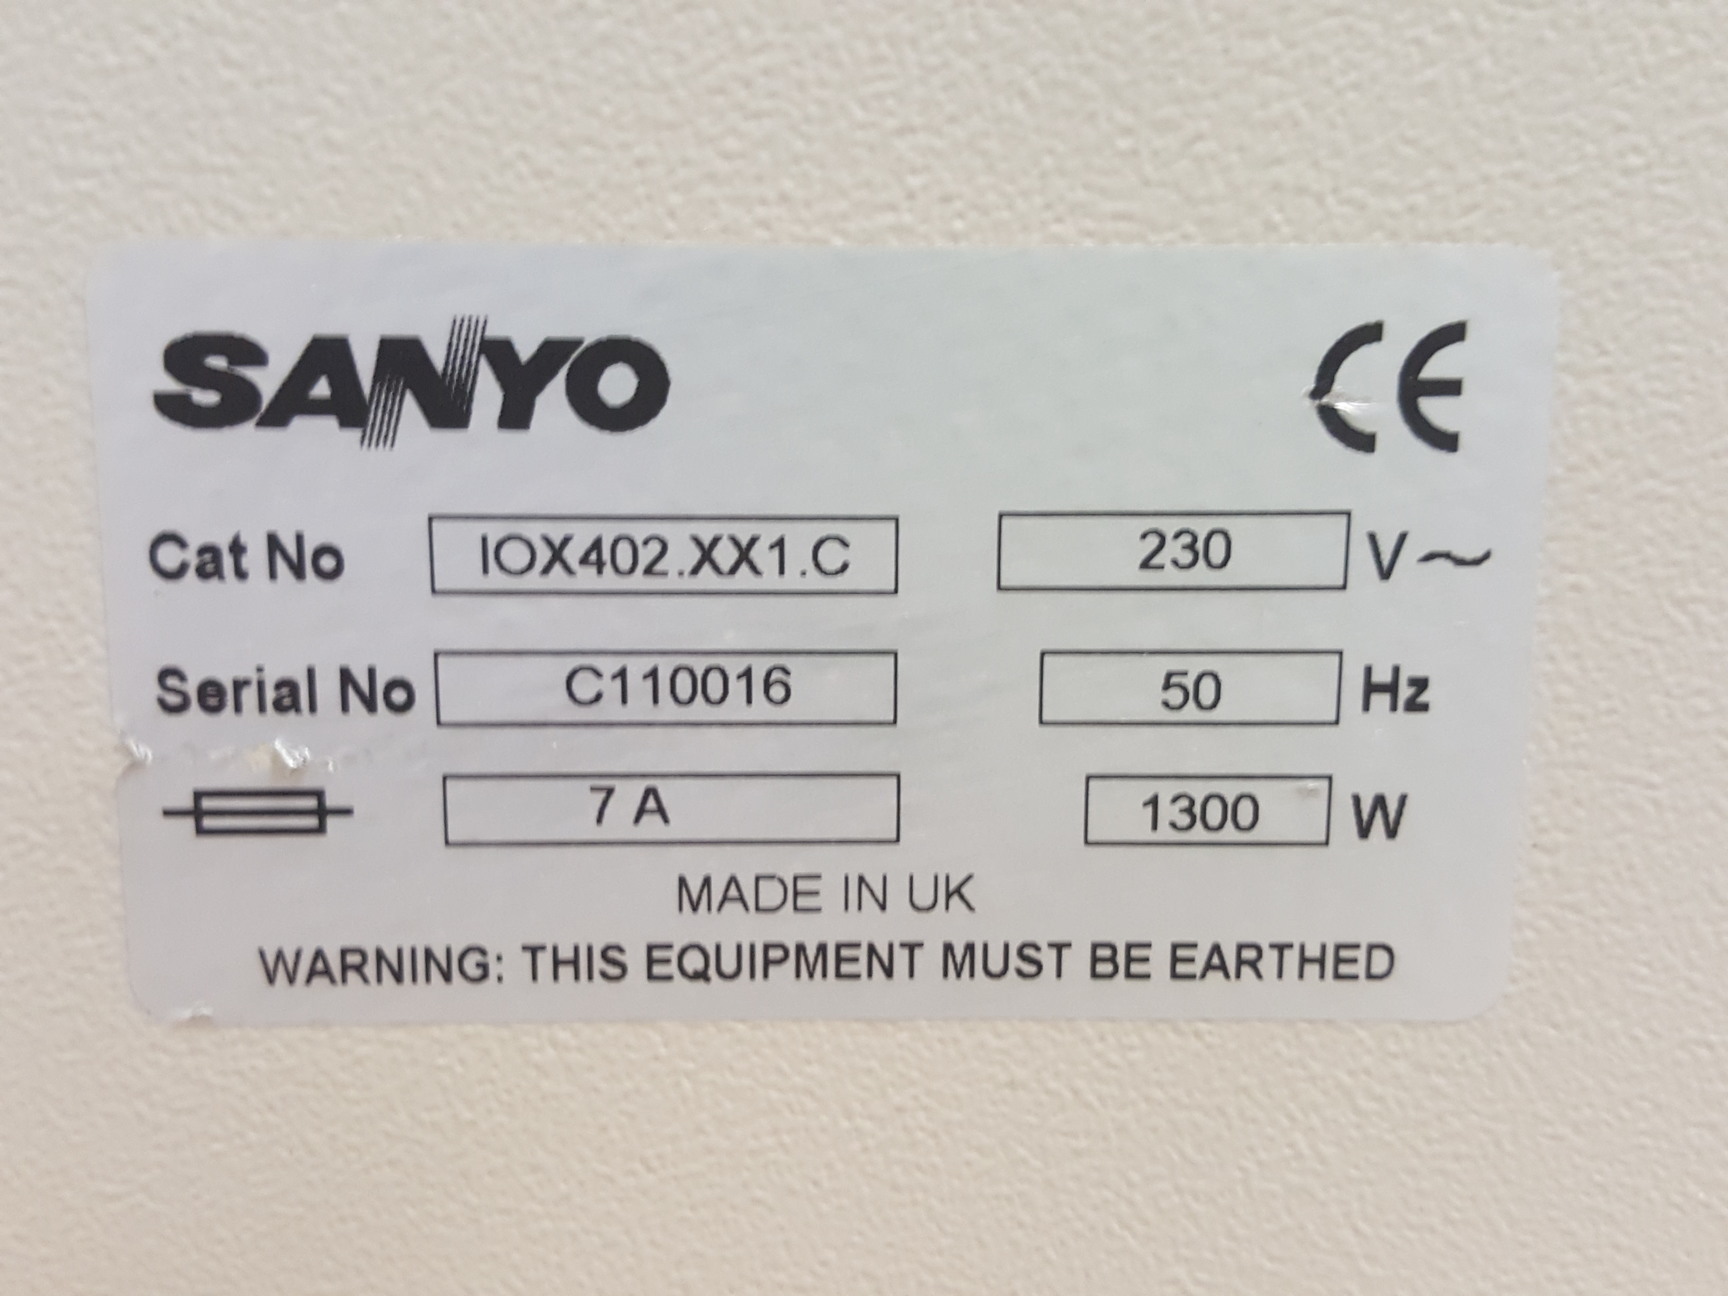 SANYO CE
Cat No IOX402.XX1.C 230 V~
Serial No C110016 50 Hz
7 A 1300 W
MADE IN UK
WARNING: THIS EQUIPMENT MUST BE EARTHED